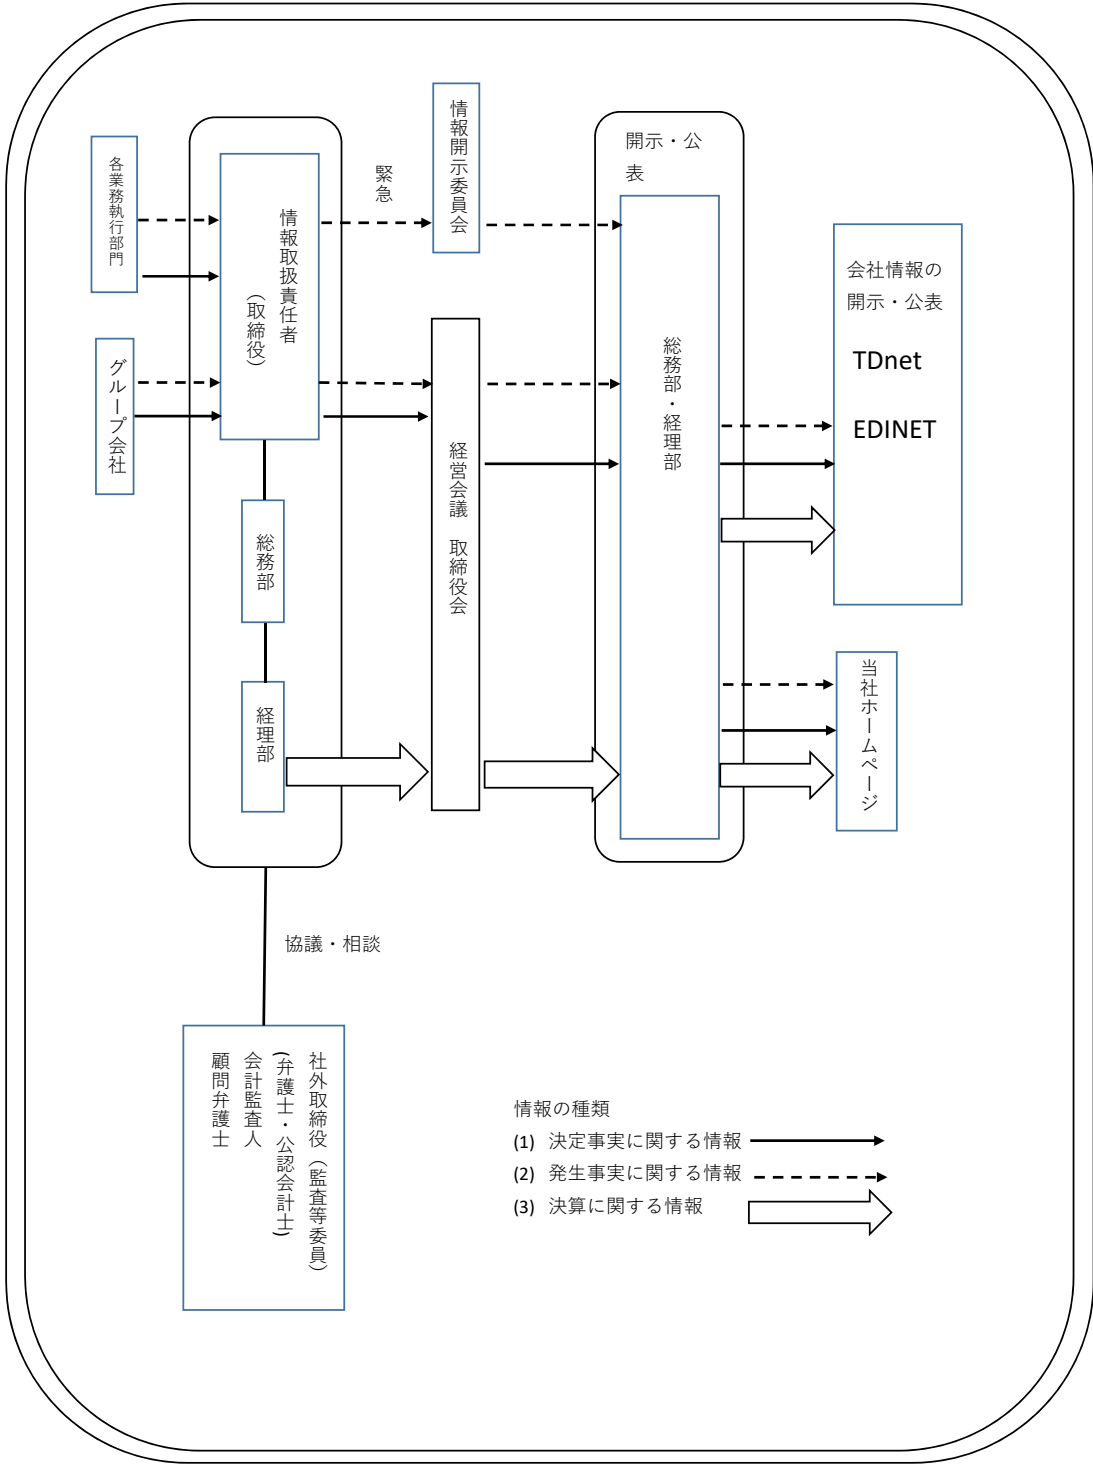 各業務執行部門
グループ会社
情報取扱責任者
（取締役）
総務部
経理部
緊急
情報開示委員会
経営会議　取締役会
開示・公
表
総務部・経理部
会社情報の
開示・公表
TDnet
EDINET
当社ホームページ
協議・相談
社外取締役（監査等委員）
(弁護士・公認会計士)
会計監査人
顧問弁護士
情報の種類
(1) 決定事実に関する情報
(2) 発生事実に関する情報
(3) 決算に関する情報